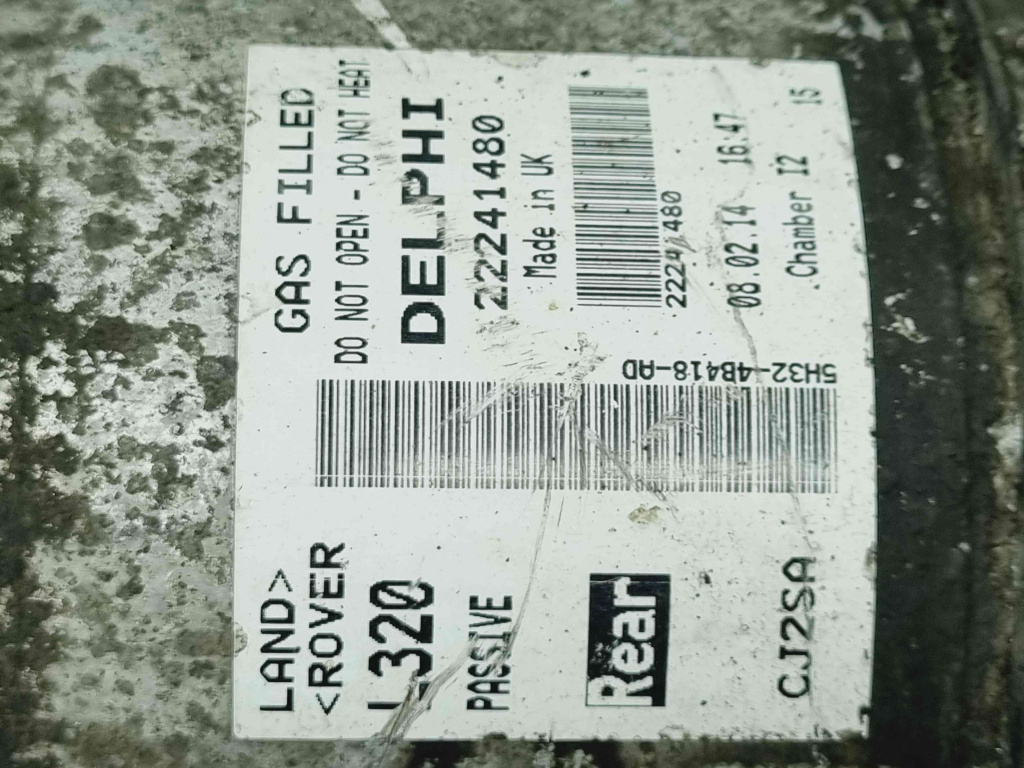 LAND>
<ROVER
L320
PASSIVE
Rear
CJ2SA
5H32-4B418-AD
GAS FILLED
DO NOT OPEN - DO NOT HEAT
DELPHI
22241480
Made in UK
22241480
08.02.14 16.47
Chamber 12 15